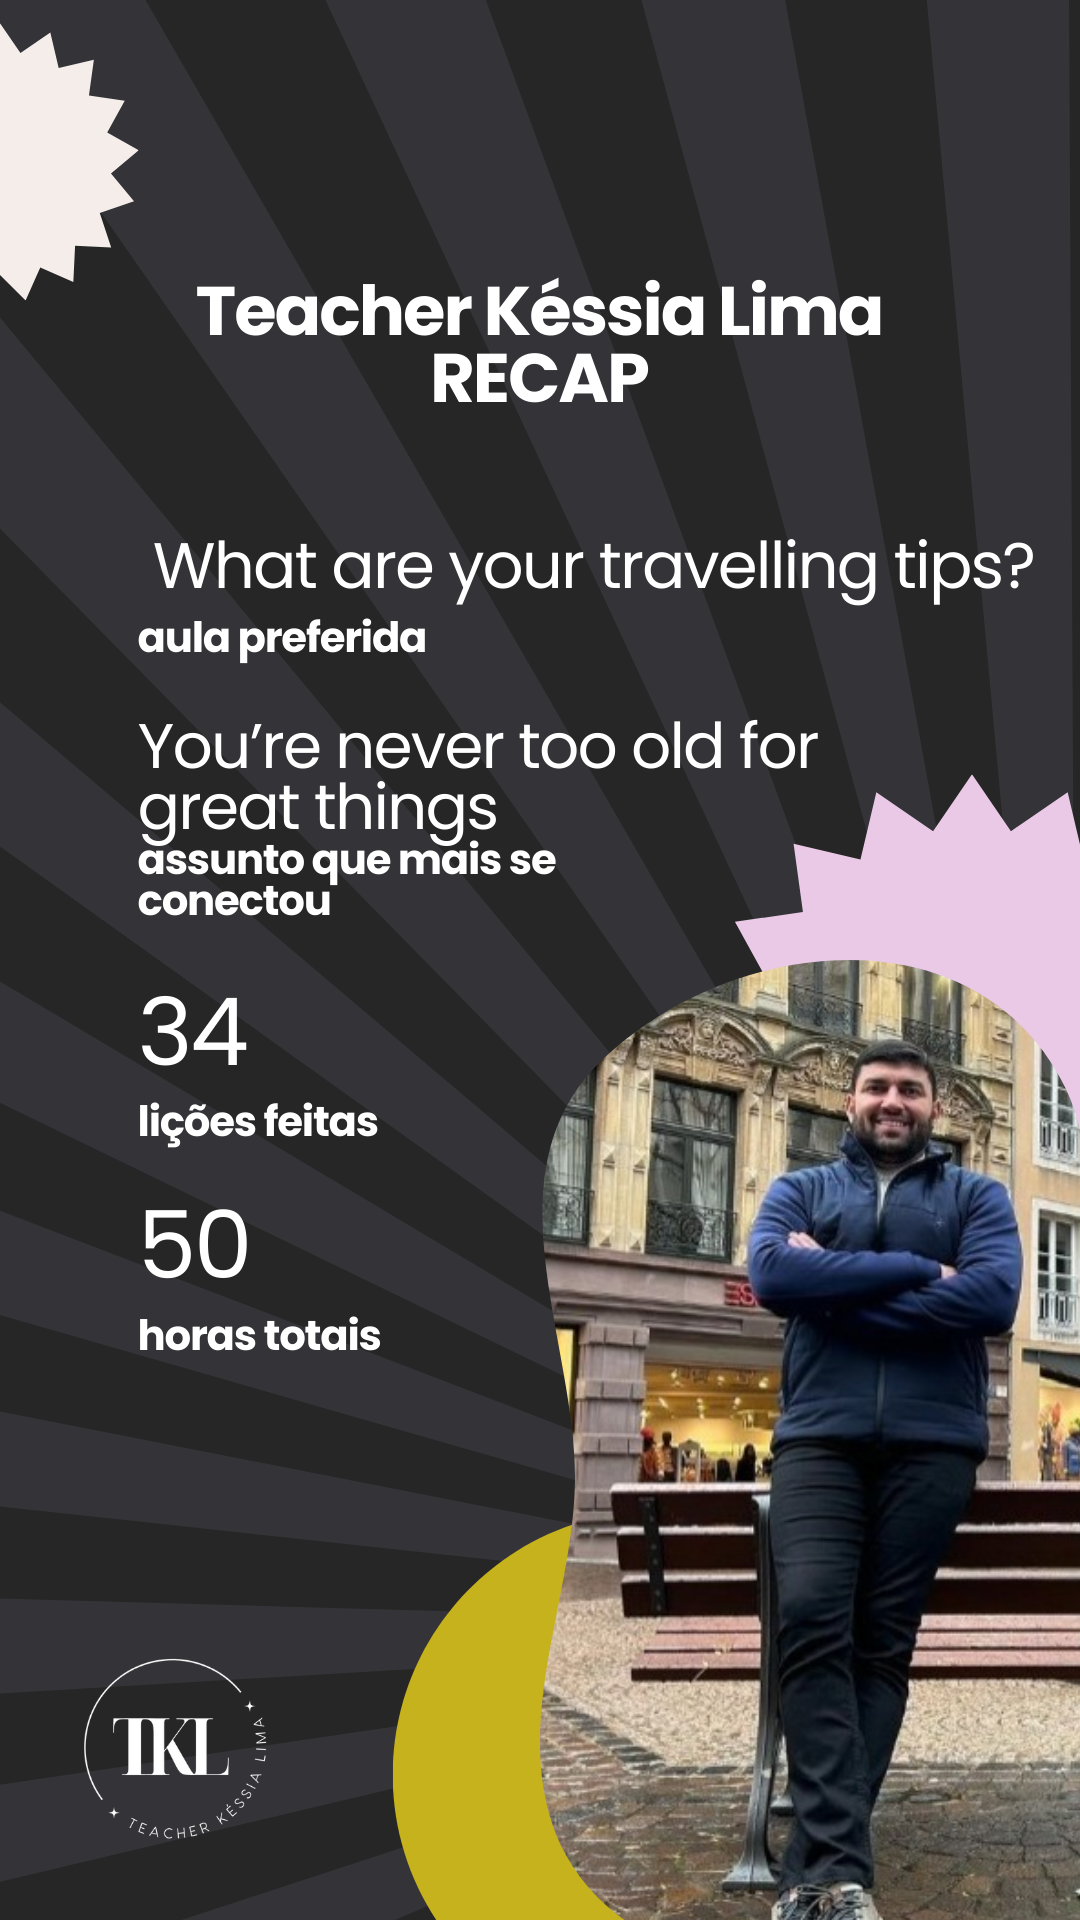 Teacher Késsia Lima
RECAP
What are your travelling tips?
aula preferida
You’re never too old for
great things
assunto que mais se
conectou
34
lições feitas
50
horas totais
TKL
TEACHER KÉSSIA LIMA